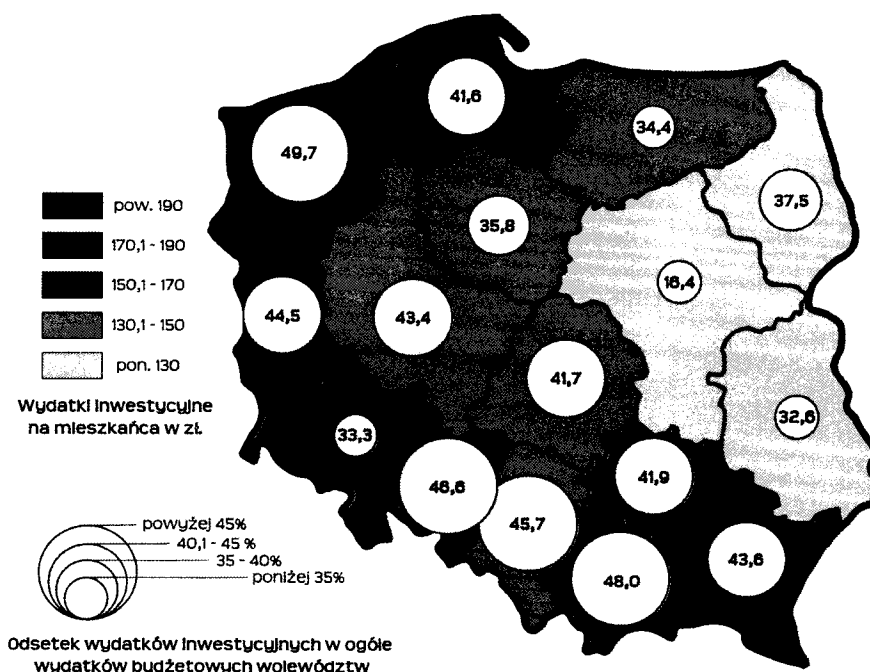 41,6
34,4
49,7
37,5
pow. 190
35,8
170,1 - 190
16,4
150,1 - 170
44,5
43,4
130,1 - 150
41,7
pon. 130
Wydatki inwestycyjne
na mieszkańca w zł
32,6
33,3
41,9
46,6
45,7
powyżej 45%
40,1 - 45 %
43,6
35 - 40%
48,0
poniżej 35%
Odsetek wydatków inwestycyjnych w ogóle
wydatków budżetowych województw